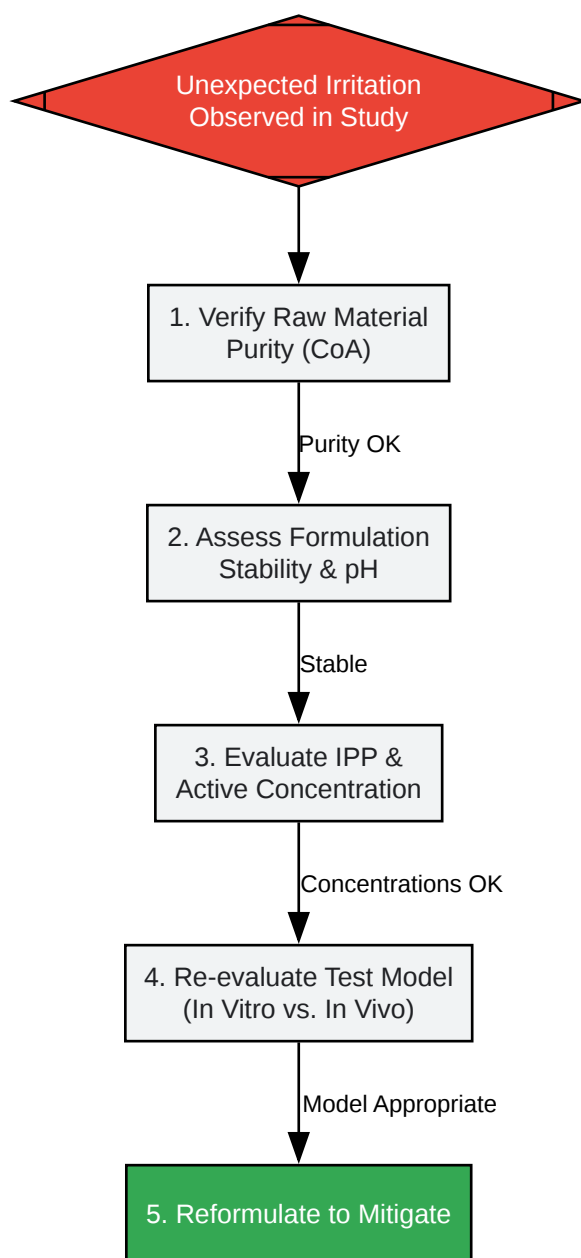 Unexpected Irritation
Observed in Study
1. Verify Raw Material
Purity (CoA)
Purity OK
2. Assess Formulation
Stability & pH
Stable
3. Evaluate IPP &
Active Concentration
Concentrations OK
4. Re-evaluate Test Model
(In Vitro vs. In Vivo)
Model Appropriate
5. Reformulate to Mitigate